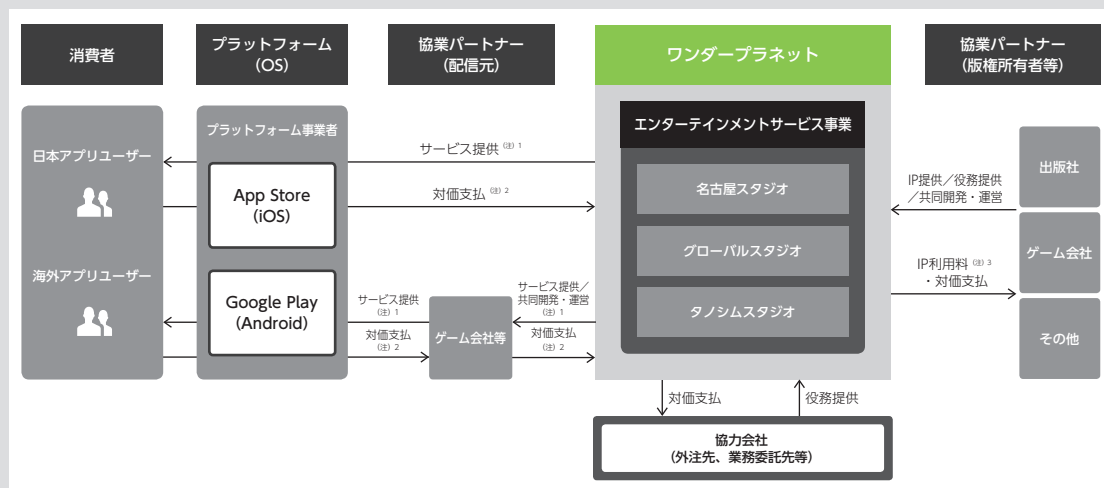 消費者
プラットフォーム
(OS)
協業パートナー
(配信元)
ワンダープラネット
協業パートナー
(版権所有者等)
プラットフォーム事業者
エンターテインメントサービス事業
日本アプリユーザー
App Store
(iOS)
サービス提供(注)1
対価支払(注)2
名古屋スタジオ
グローバルスタジオ
タノシムスタジオ
IP提供/役務提供
/共同開発・運営
IP利用料(注)3
・対価支払
出版社
ゲーム会社
その他
海外アプリユーザー
Google Play
(Android)
サービス提供
(注)1
対価支払
(注)2
ゲーム会社等
サービス提供/
共同開発・運営
(注)1
対価支払
(注)2
対価支払
役務提供
協力会社
(外注先、業務委託先等)